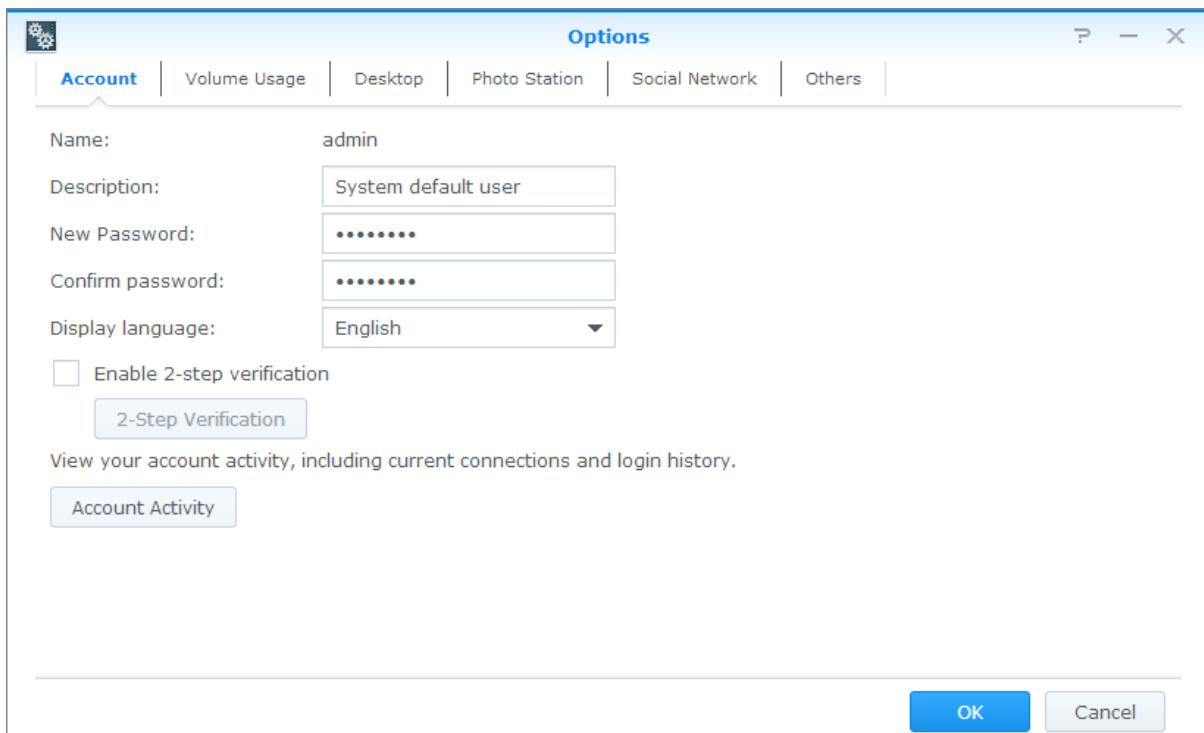 Options
Account Volume Usage Desktop Photo Station Social Network Others
Name: admin
Description: System default user
New Password: ••••••••
Confirm password: ••••••••
Display language: English
Enable 2-step verification
2-Step Verification
View your account activity, including current connections and login history.
Account Activity
OK Cancel